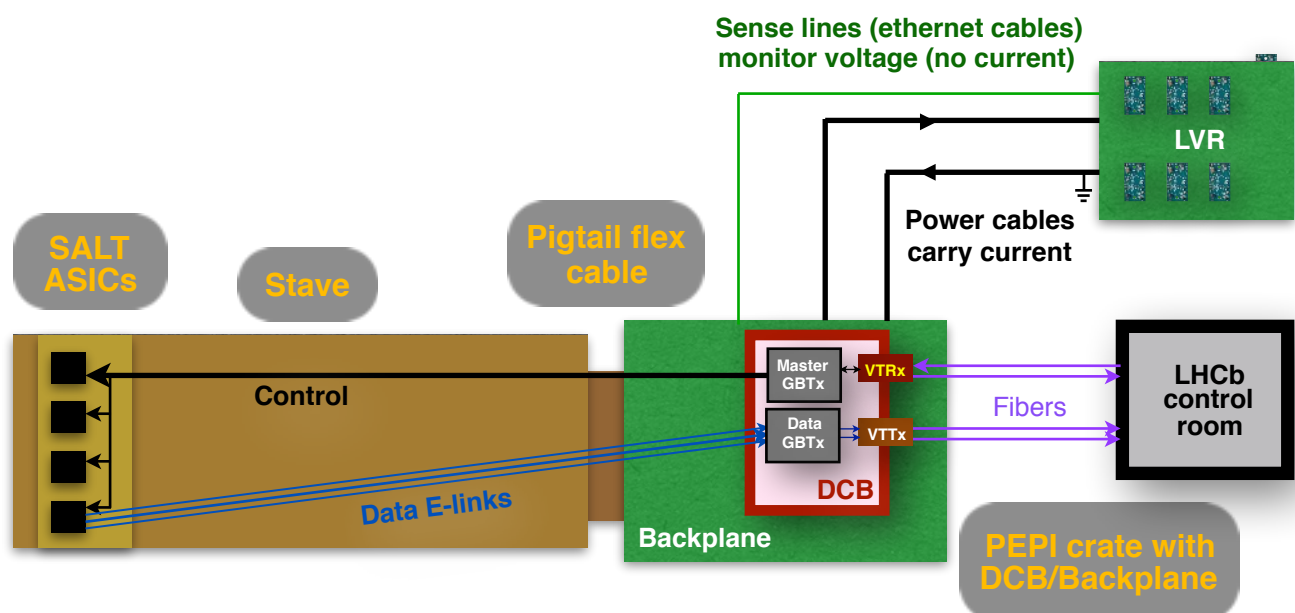 Sense lines (ethernet cables)
monitor voltage (no current)
LVR
Power cables
carry current
SALT
ASICs
Stave
Pigtail flex
cable
Master
GBTx
VTRx
LHCb
control
room
Control
Fibers
Data
GBTx
VTTx
DCB
Data E-links
Backplane
PEPI crate with
DCB/Backplane